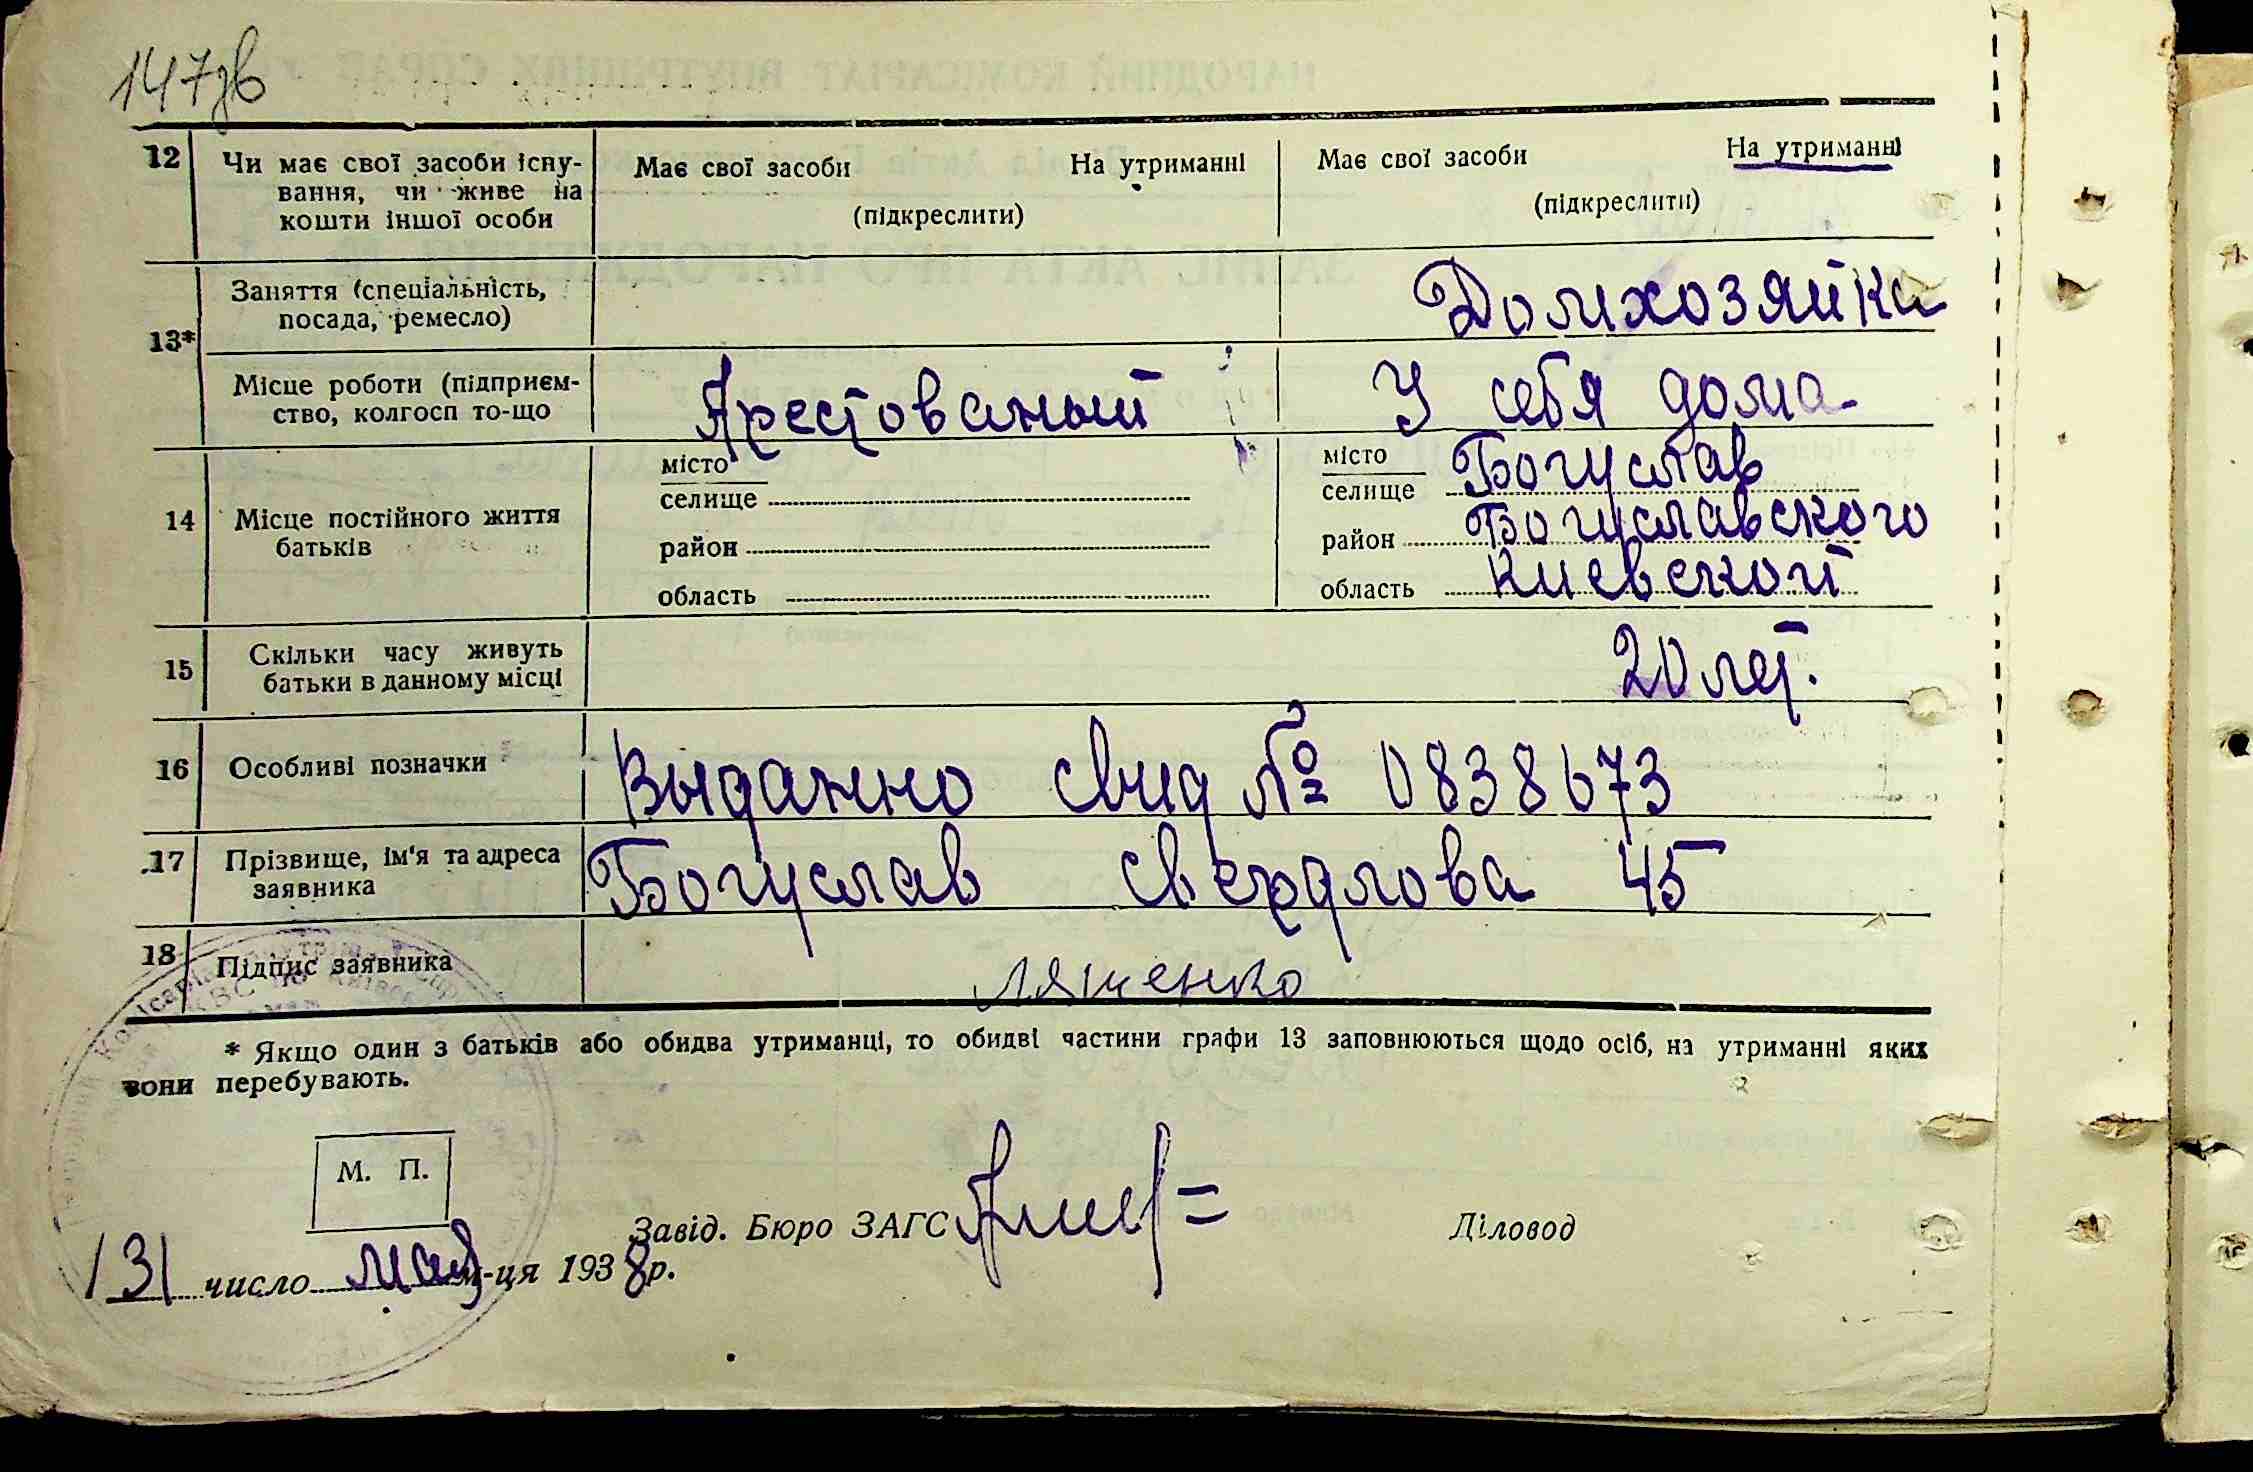 147зв
12
Чи має свої засоби існу-
вання, чи живе на
кошти іншої особи
Має свої засоби На утриманні
(підкреслити)
Має свої засоби На утриманні
(підкреслити)
13*
Заняття (спеціальність,
посада, ремесло)
Домхозяйка
Місце роботи (підприєм-
ство, колгосп то-що
Арестованый
У себя дома
14
Місце постійного життя
батьків
місто
селище
район
область
місто
селище Богуслав
район Богуславского
область Киевской
15
Скільки часу живуть
батьки в данному місці
20 лет.
16
Особливі позначки
Выданно свид № 0838673
17
Прізвище, ім'я та адреса
заявника
Богуслав свердлова 45
18
Підпис заявника
Ляшенко
* Якщо один з батьків або обидва утриманці, то обидві частини графи 13 заповнюються щодо осіб, на утриманні яких
вони перебувають.
М. П.
Завід. Бюро ЗАГС
Діловод
31 число мая м-ця 1938 р.